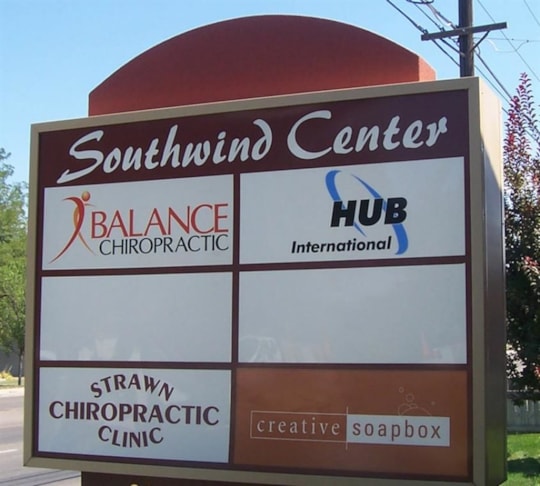 Southwind Center
BALANCE
CHIROPRACTIC
HUB
International
STRAWN
CHIROPRACTIC
CLINIC
creative soapbox